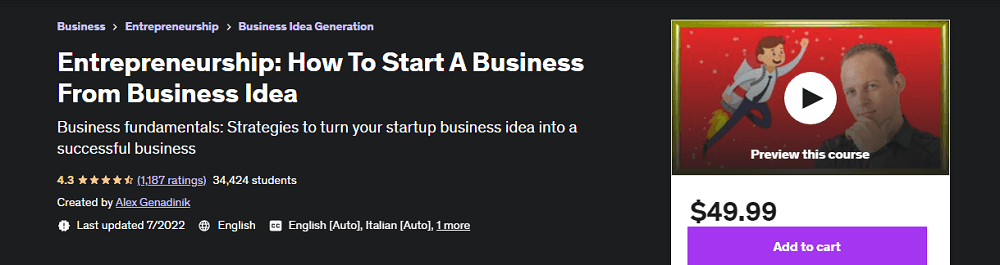 Business > Entrepreneurship > Business Idea Generation
Entrepreneurship: How To Start A Business
From Business Idea
Business fundamentals: Strategies to turn your startup business idea into a
successful business
4.3 (1,187 ratings) 34,424 students
Created by Alex Genadinik
Last updated 7/2022 English CC English [Auto], Italian [Auto], 1 more
Preview this course
$49.99
Add to cart